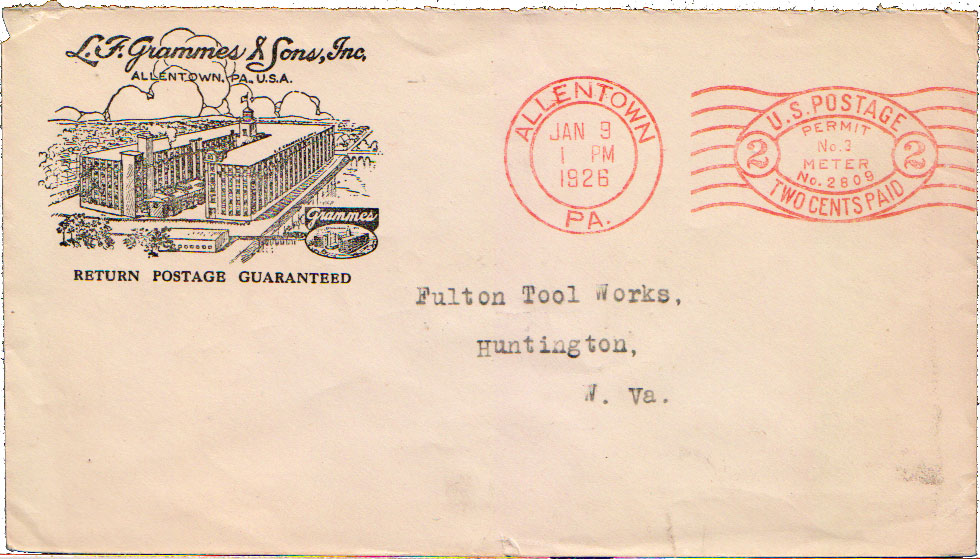 L. F. Grammes & Sons, Inc.
ALLENTOWN, PA., U.S.A.
Grammes
RETURN POSTAGE GUARANTEED
ALLENTOWN
JAN 9
1 PM
1926
PA.
U.S. POSTAGE
PERMIT
No. 3
METER
No. 2809
2 2
TWO CENTS PAID
Fulton Tool Works,
Huntington,
W. Va.